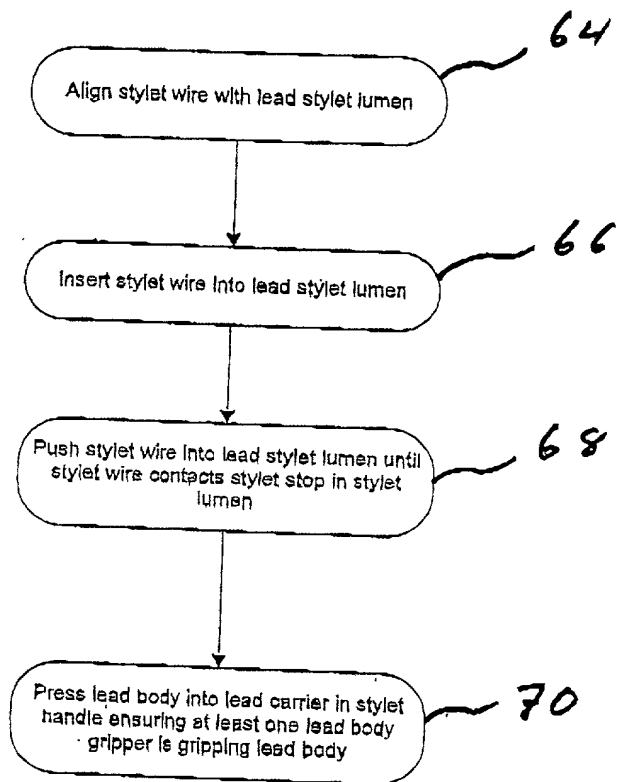 64
Align stylet wire with lead stylet lumen
66
Insert stylet wire into lead stylet lumen
68
Push stylet wire into lead stylet lumen until
stylet wire contacts stylet stop in stylet
lumen
70
Press lead body into lead carrier in stylet
handle ensuring at least one lead body
gripper is gripping lead body